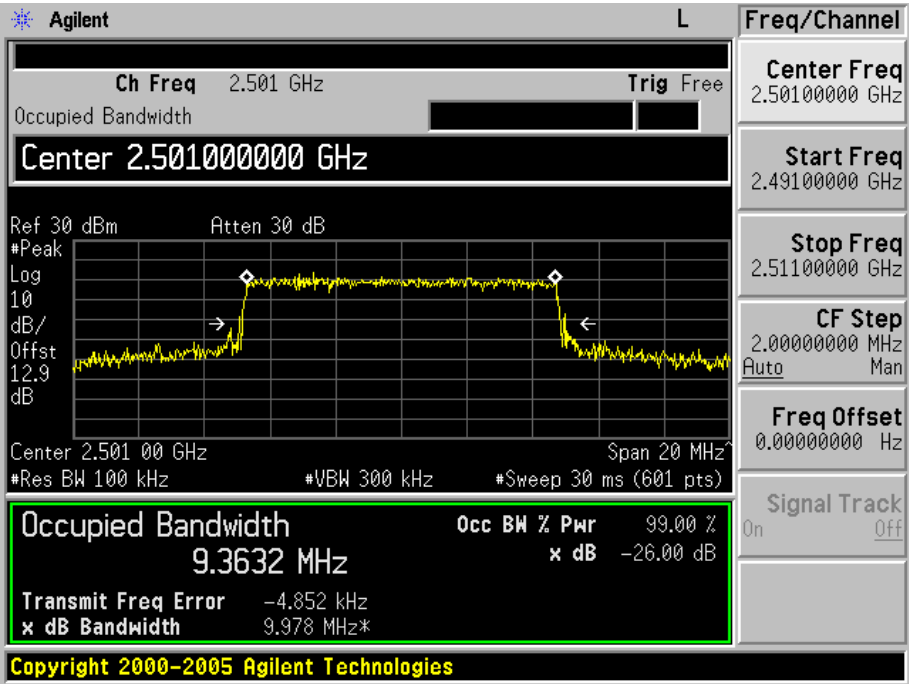 Agilent L Freq/Channel
Ch Freq 2.501 GHz Trig Free
Occupied Bandwidth
Center 2.501000000 GHz
Ref 30 dBm Atten 30 dB
#Peak
Log
10
dB/
Offst
12.9
dB
Center 2.501 00 GHz Span 20 MHz^
#Res BW 100 kHz #VBW 300 kHz #Sweep 30 ms (601 pts)
Occupied Bandwidth Occ BW % Pwr 99.00 %
9.3632 MHz x dB -26.00 dB
Transmit Freq Error -4.852 kHz
x dB Bandwidth 9.978 MHz*
Copyright 2000-2005 Agilent Technologies
Center Freq
2.50100000 GHz
Start Freq
2.49100000 GHz
Stop Freq
2.51100000 GHz
CF Step
2.00000000 MHz
Auto Man
Freq Offset
0.00000000 Hz
Signal Track
On Off